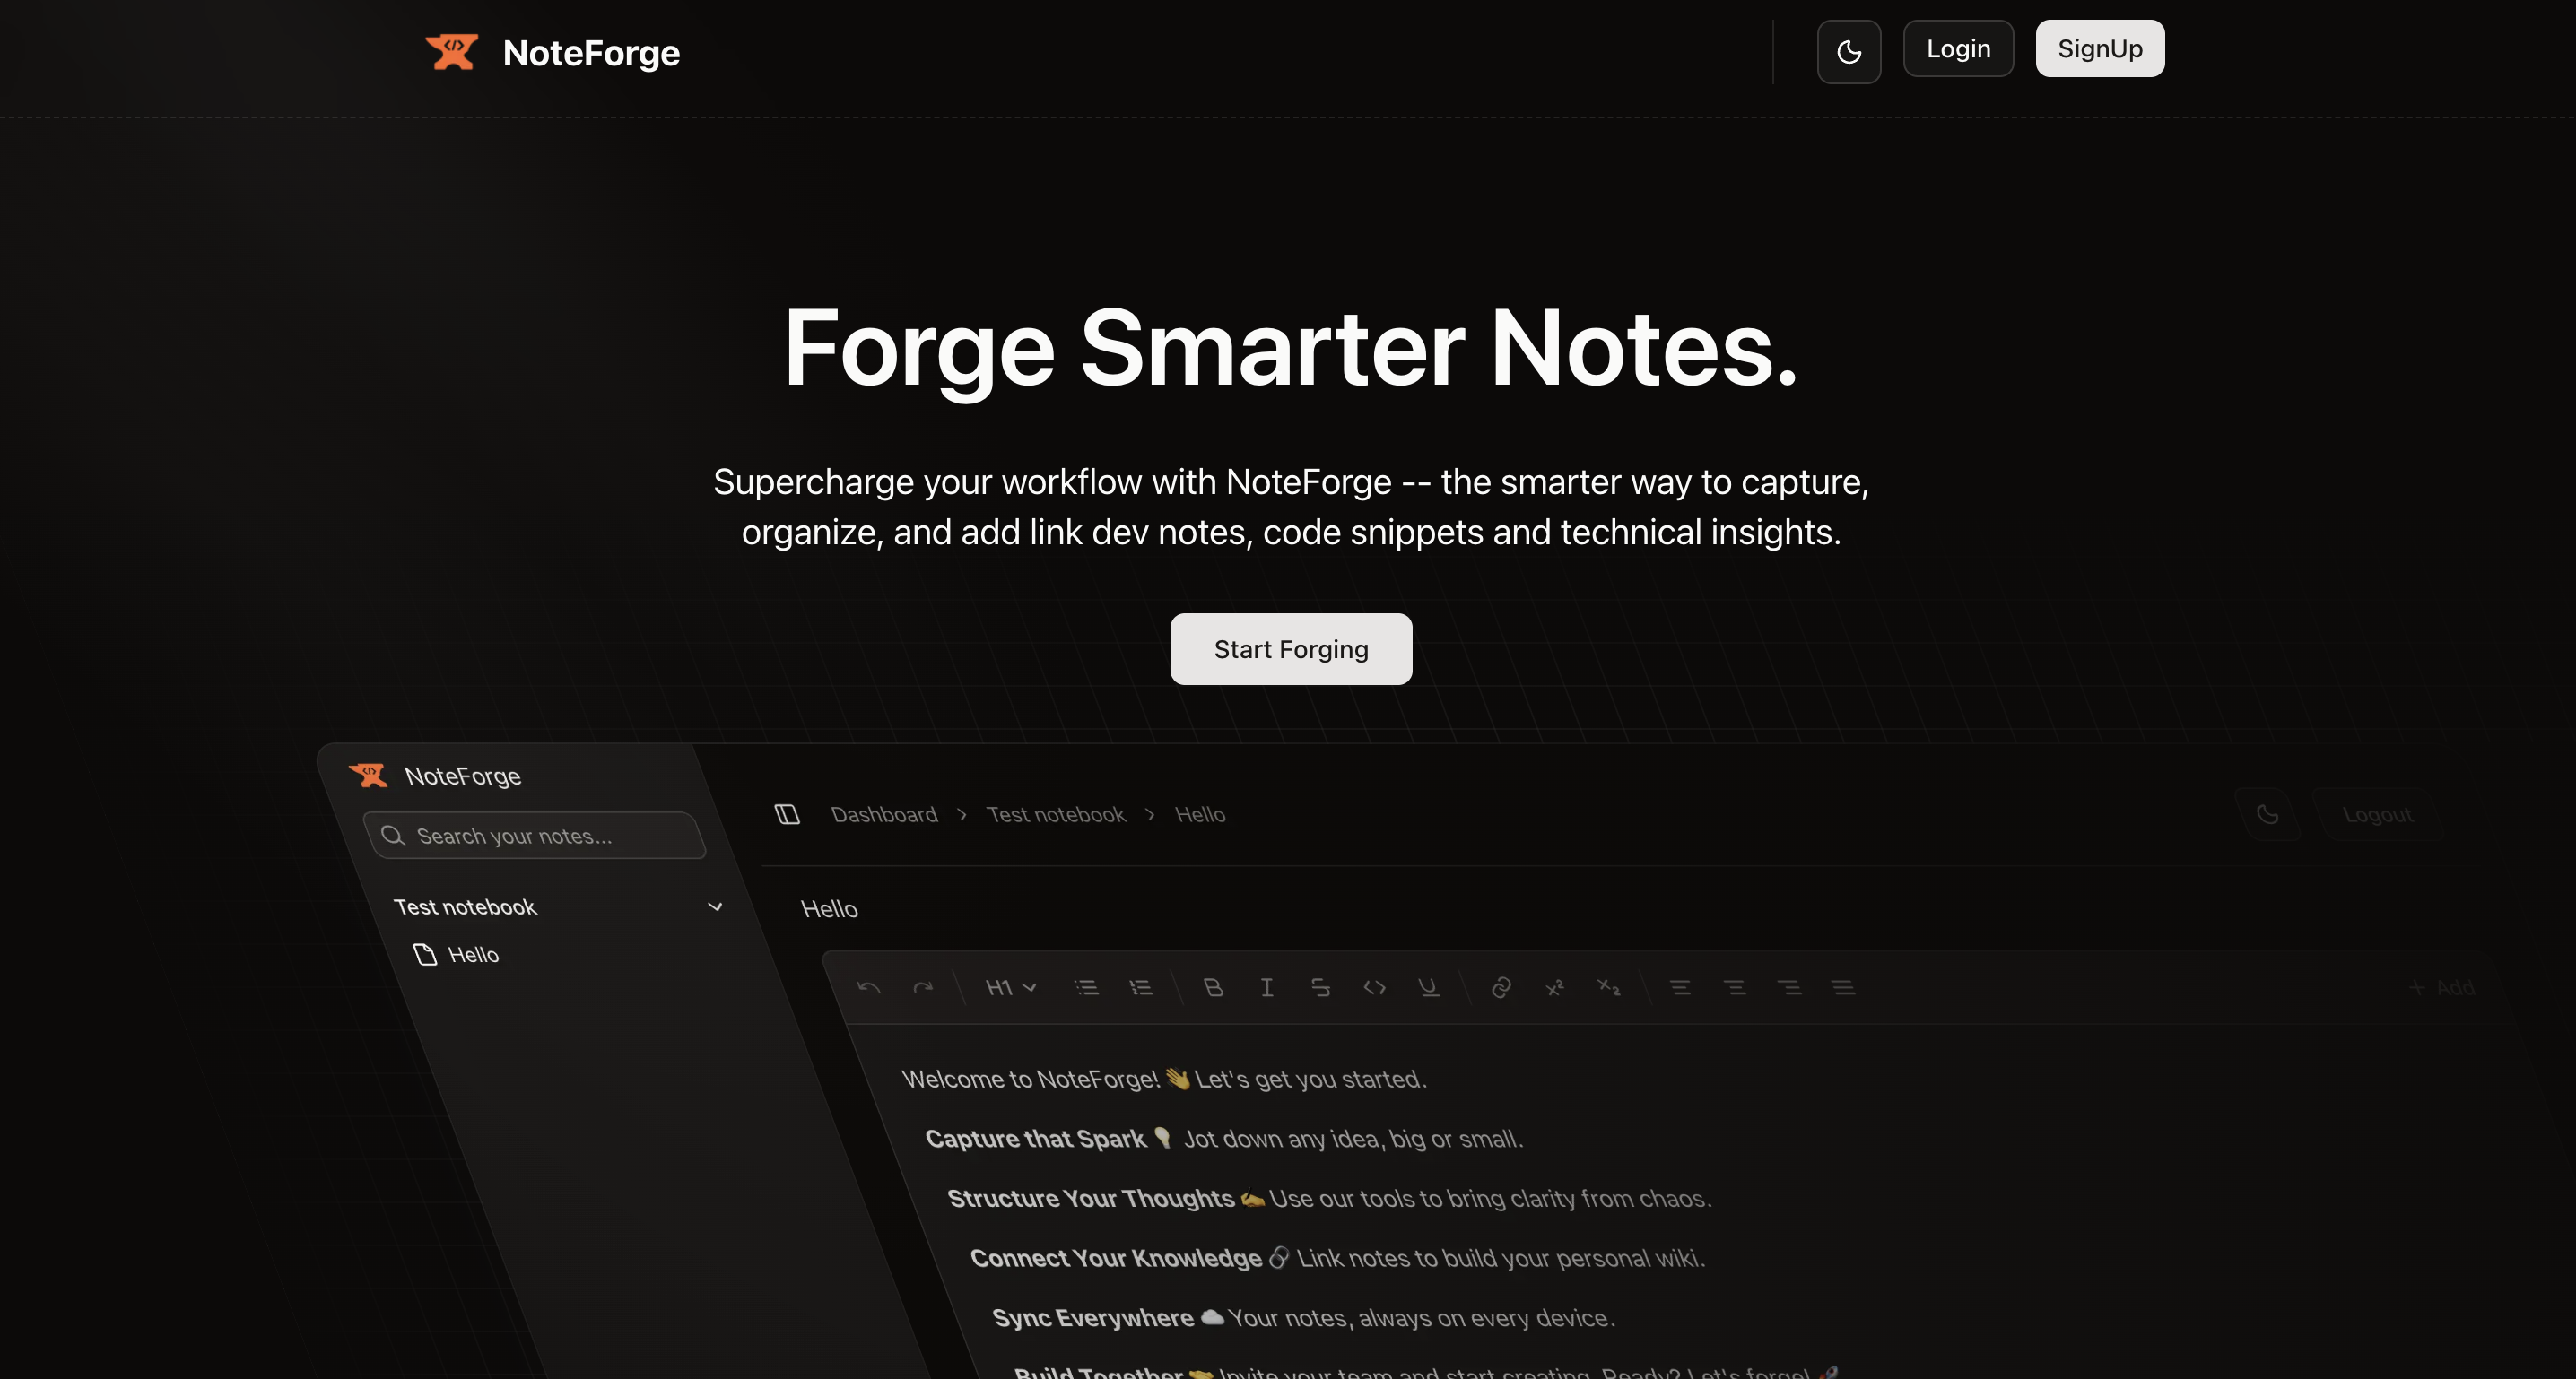 NoteForge
Login
SignUp
Forge Smarter Notes.
Supercharge your workflow with NoteForge -- the smarter way to capture,
organize, and add link dev notes, code snippets and technical insights.
Start Forging
NoteForge
Search your notes...
Test notebook
Hello
Dashboard > Test notebook > Hello
Logout
Hello
H1
+ Add
Welcome to NoteForge! 👋 Let's get you started.
Capture that Spark 💡 Jot down any idea, big or small.
Structure Your Thoughts ✍️ Use our tools to bring clarity from chaos.
Connect Your Knowledge 🔗 Link notes to build your personal wiki.
Sync Everywhere ☁️ Your notes, always on every device.
Build Together 🤝 Invite your team and start creating. Ready? Let's forge! 🚀